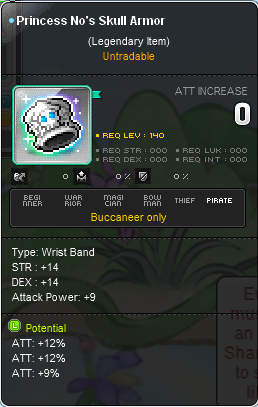 Princess No's Skull Armor
(Legendary Item)
Untradable
ATT INCREASE
0
REQ LEV : 140
REQ STR : 000 REQ LUK : 000
REQ DEX : 000 REQ INT : 000
0 0 % 0 %
BEGINNER WARRIOR MAGICIAN BOWMAN THIEF PIRATE
Buccaneer only
Type: Wrist Band
STR : +14
DEX : +14
Attack Power: +9
L Potential
ATT: +12%
ATT: +12%
ATT: +9%